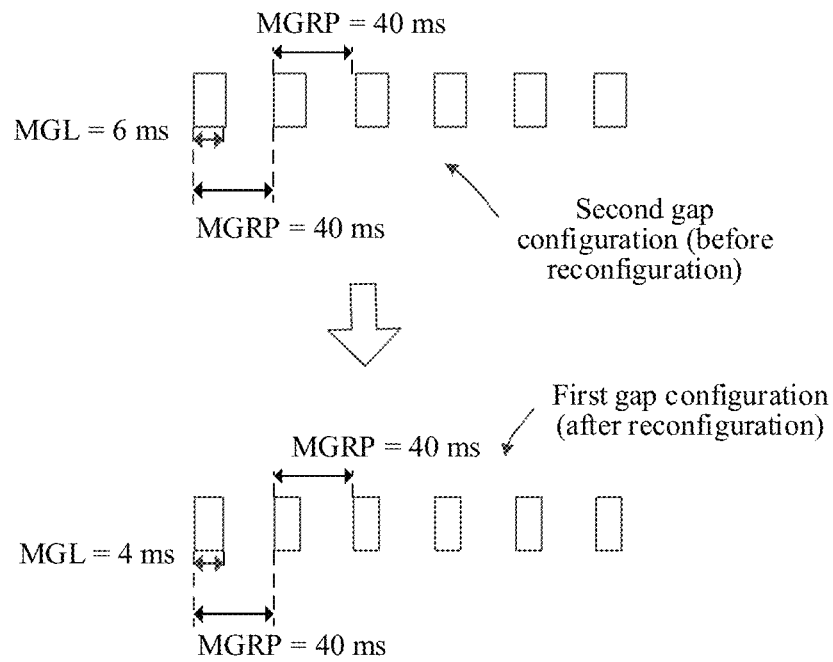 MGRP = 40 ms
MGL = 6 ms
MGRP = 40 ms
Second gap
configuration (before
reconfiguration)
First gap configuration
(after reconfiguration)
MGRP = 40 ms
MGL = 4 ms
MGRP = 40 ms